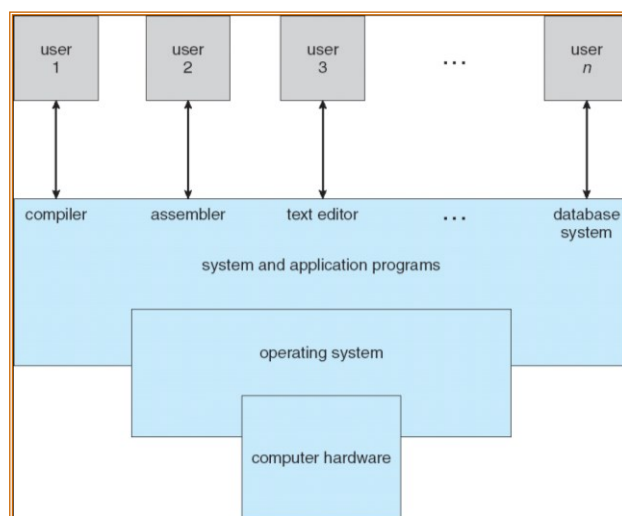 user
1
user
2
user
3
...
user
n
compiler
assembler
text editor
...
database
system
system and application programs
operating system
computer hardware